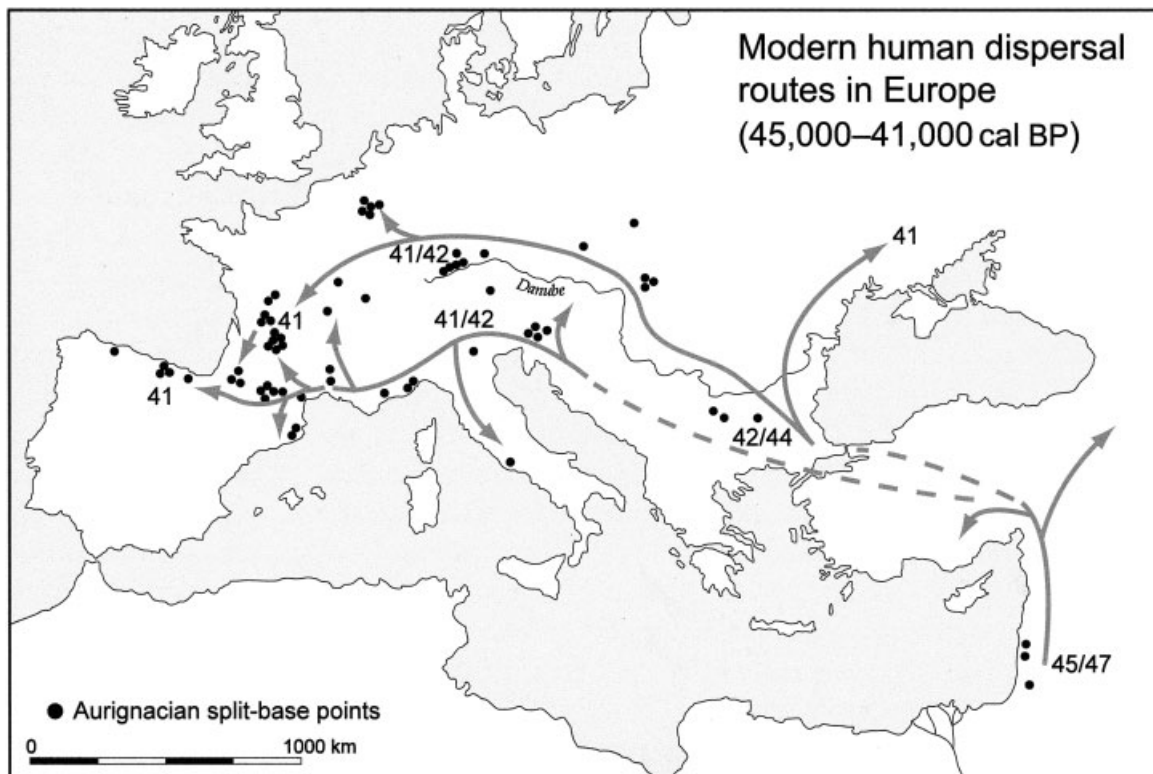 Modern human dispersal
routes in Europe
(45,000–41,000 cal BP)
41
41/42
Danube
41/42
41
41
42/44
45/47
Aurignacian split-base points
0 1000 km